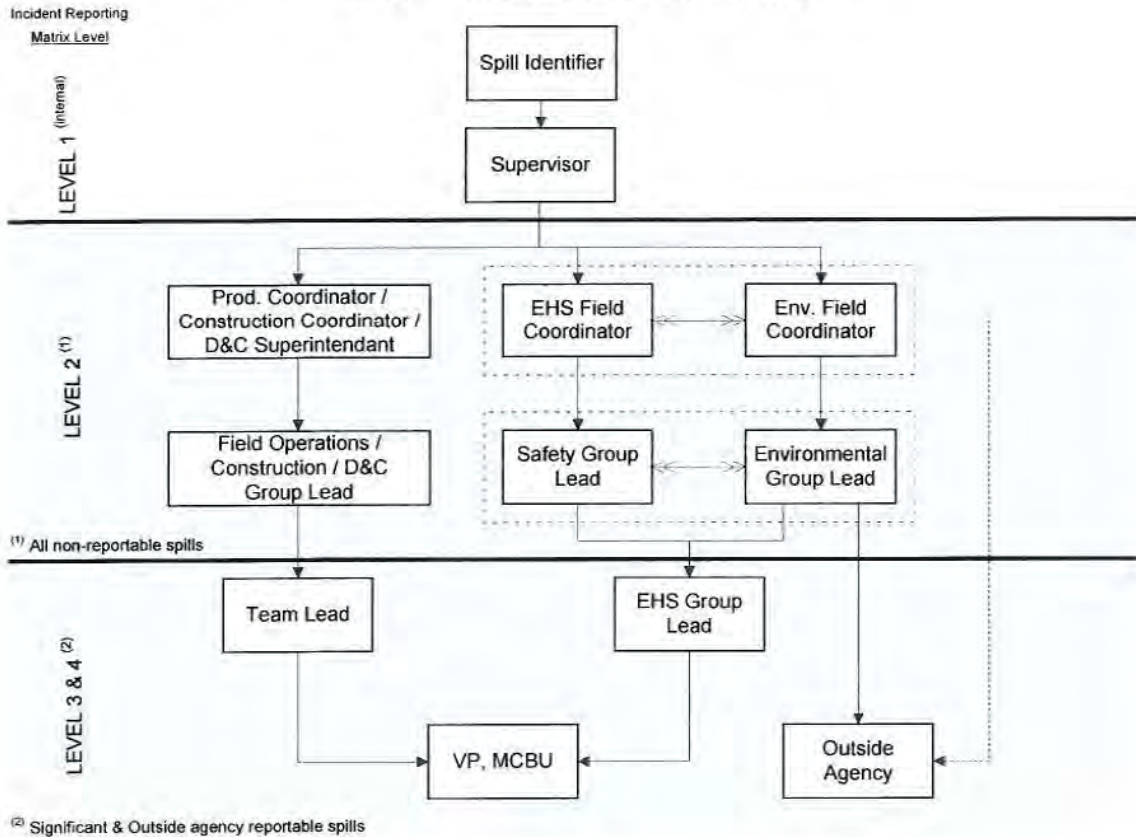 Incident Reporting
Matrix Level
LEVEL 1 (Internal)
Spill Identifier
Supervisor
LEVEL 2 (1)
Prod. Coordinator /
Construction Coordinator /
D&C Superintendant
EHS Field
Coordinator
Env. Field
Coordinator
Field Operations /
Construction / D&C
Group Lead
Safety Group
Lead
Environmental
Group Lead
(1) All non-reportable spills
LEVEL 3 & 4 (2)
Team Lead
EHS Group
Lead
VP, MCBU
Outside
Agency
(2) Significant & Outside agency reportable spills